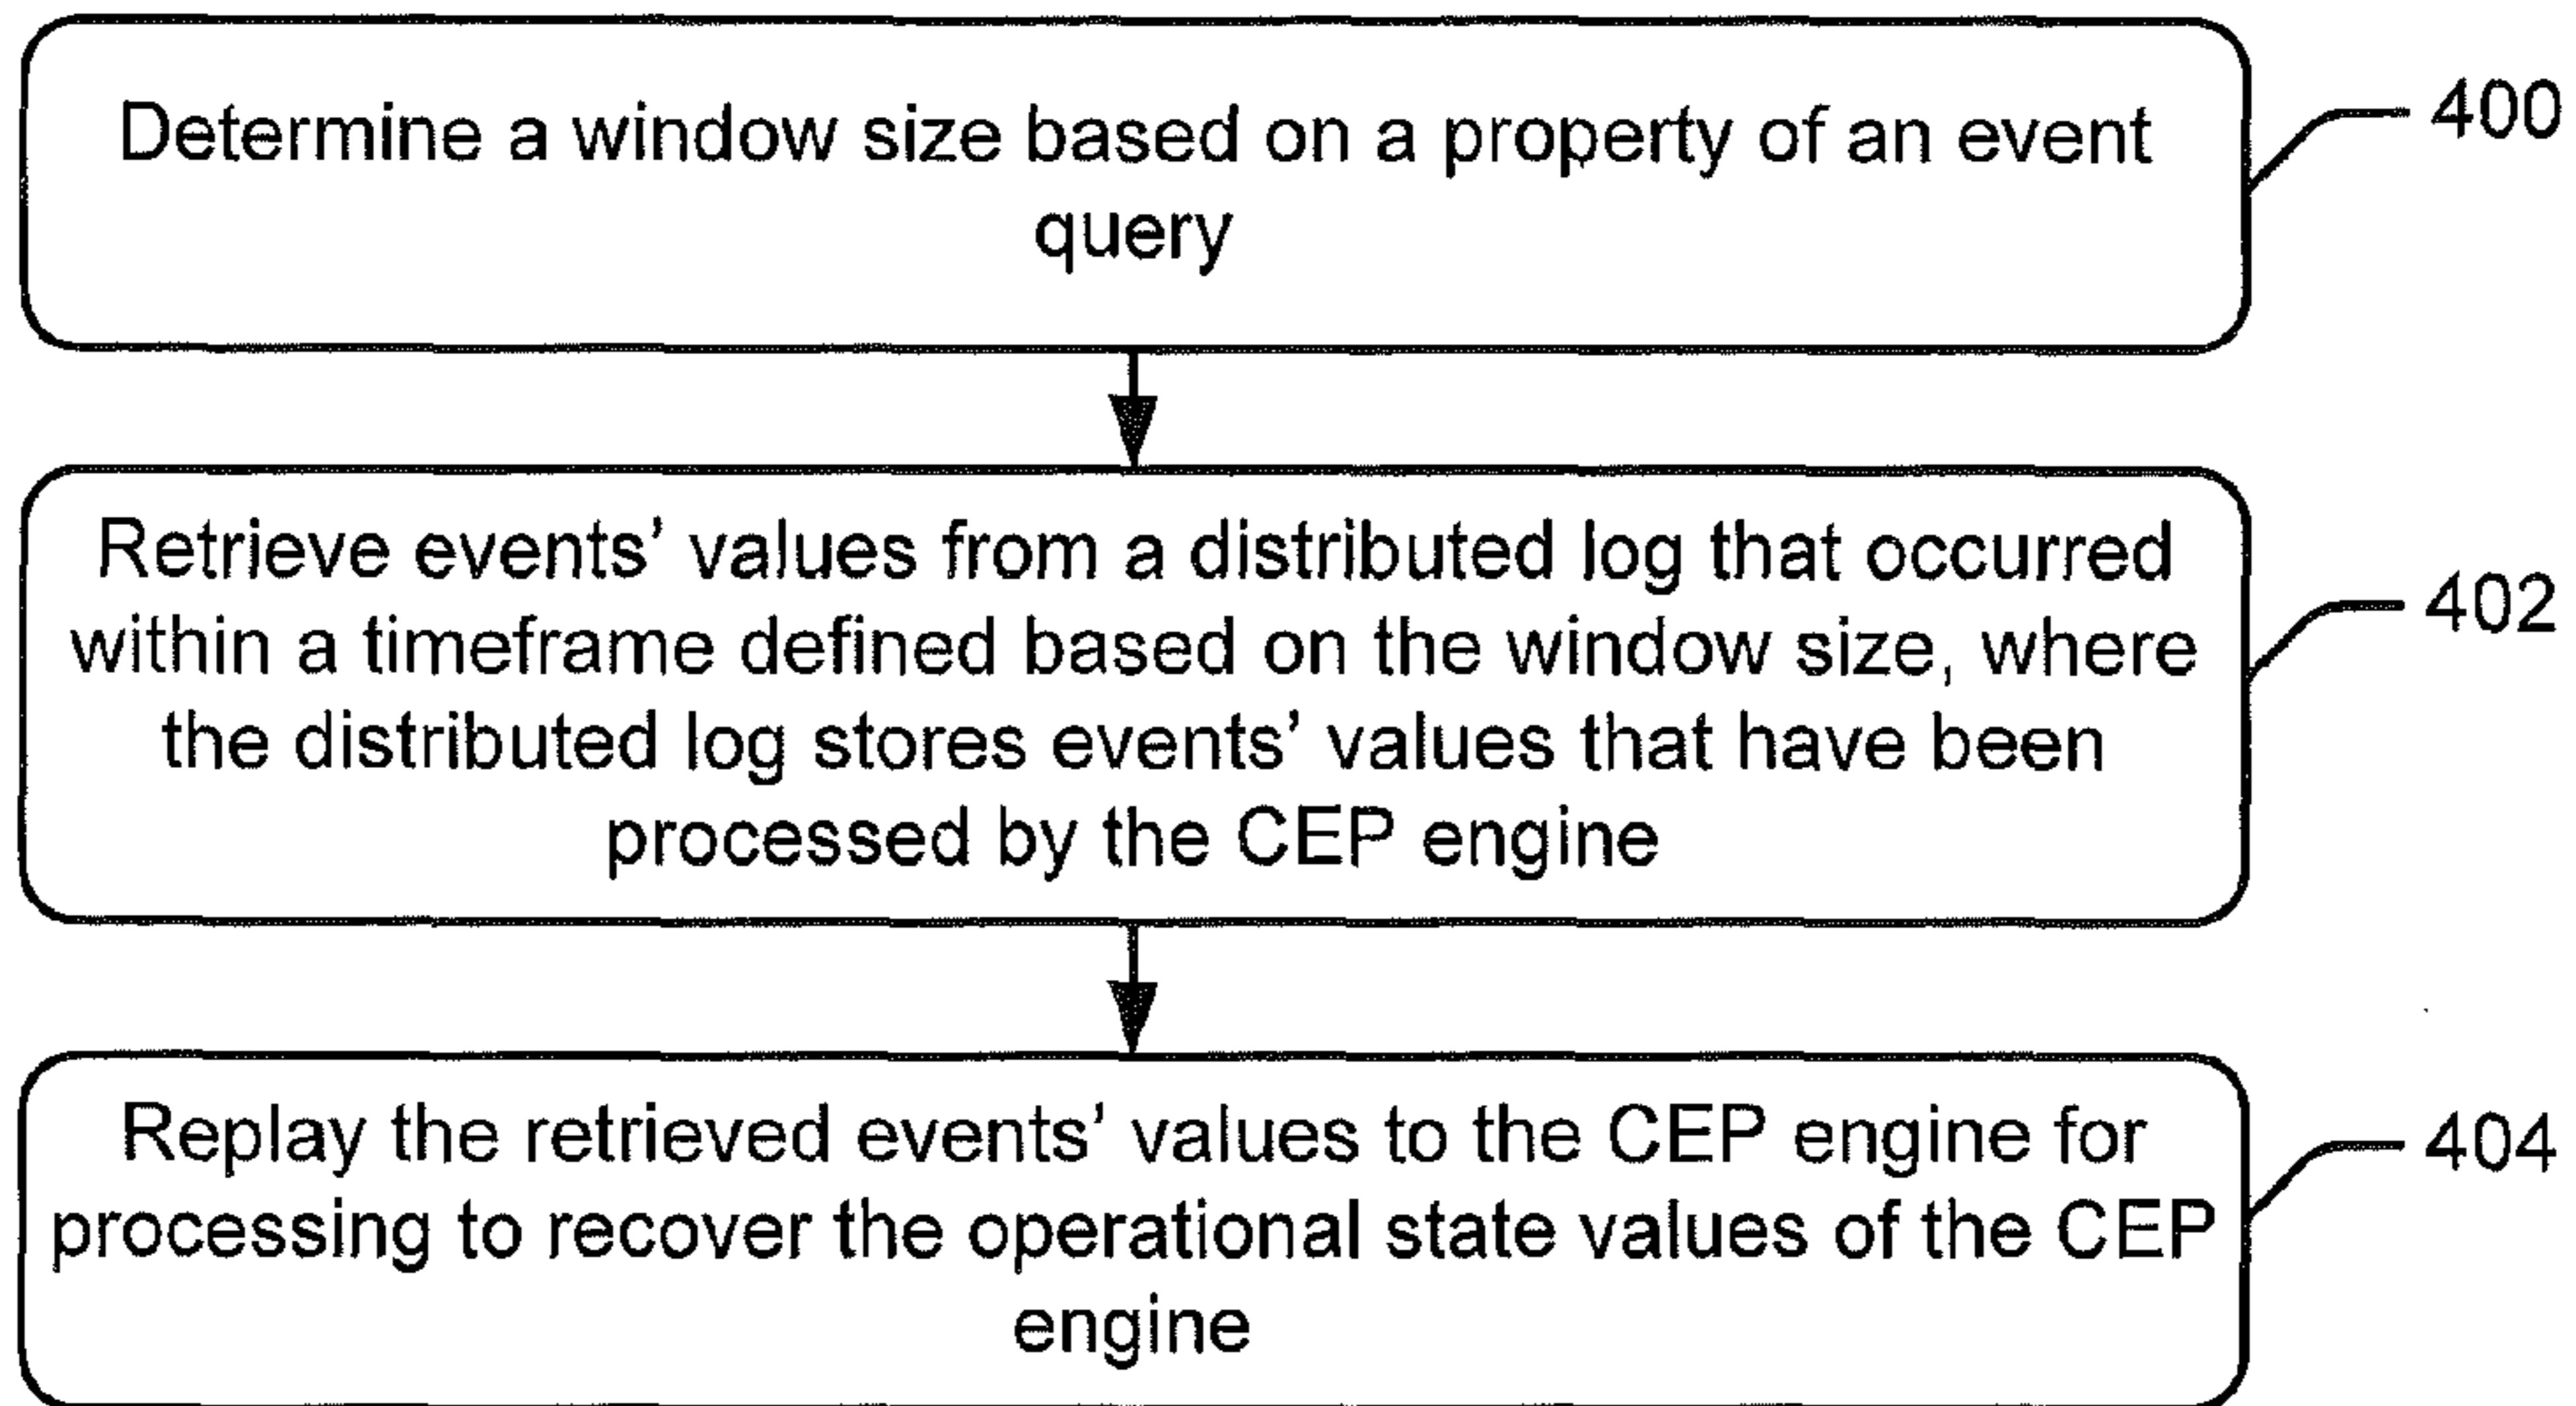 Determine a window size based on a property of an event
query
400
Retrieve events’ values from a distributed log that occurred
within a timeframe defined based on the window size, where
the distributed log stores events’ values that have been
processed by the CEP engine
402
Replay the retrieved events’ values to the CEP engine for
processing to recover the operational state values of the CEP
engine
404